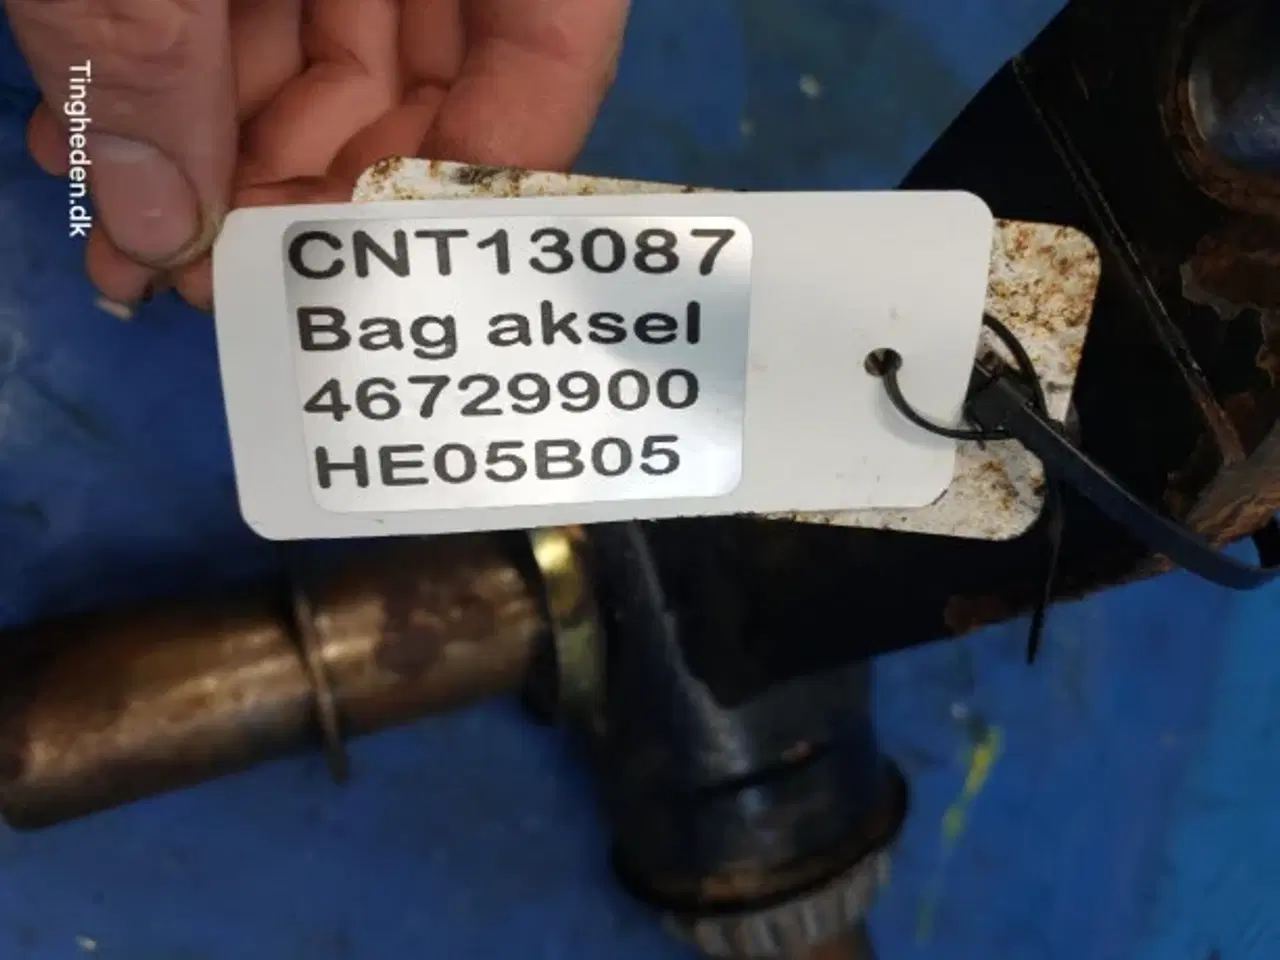 Tingheden.dk
CNT13087
Bag aksel
46729900
HE05B05